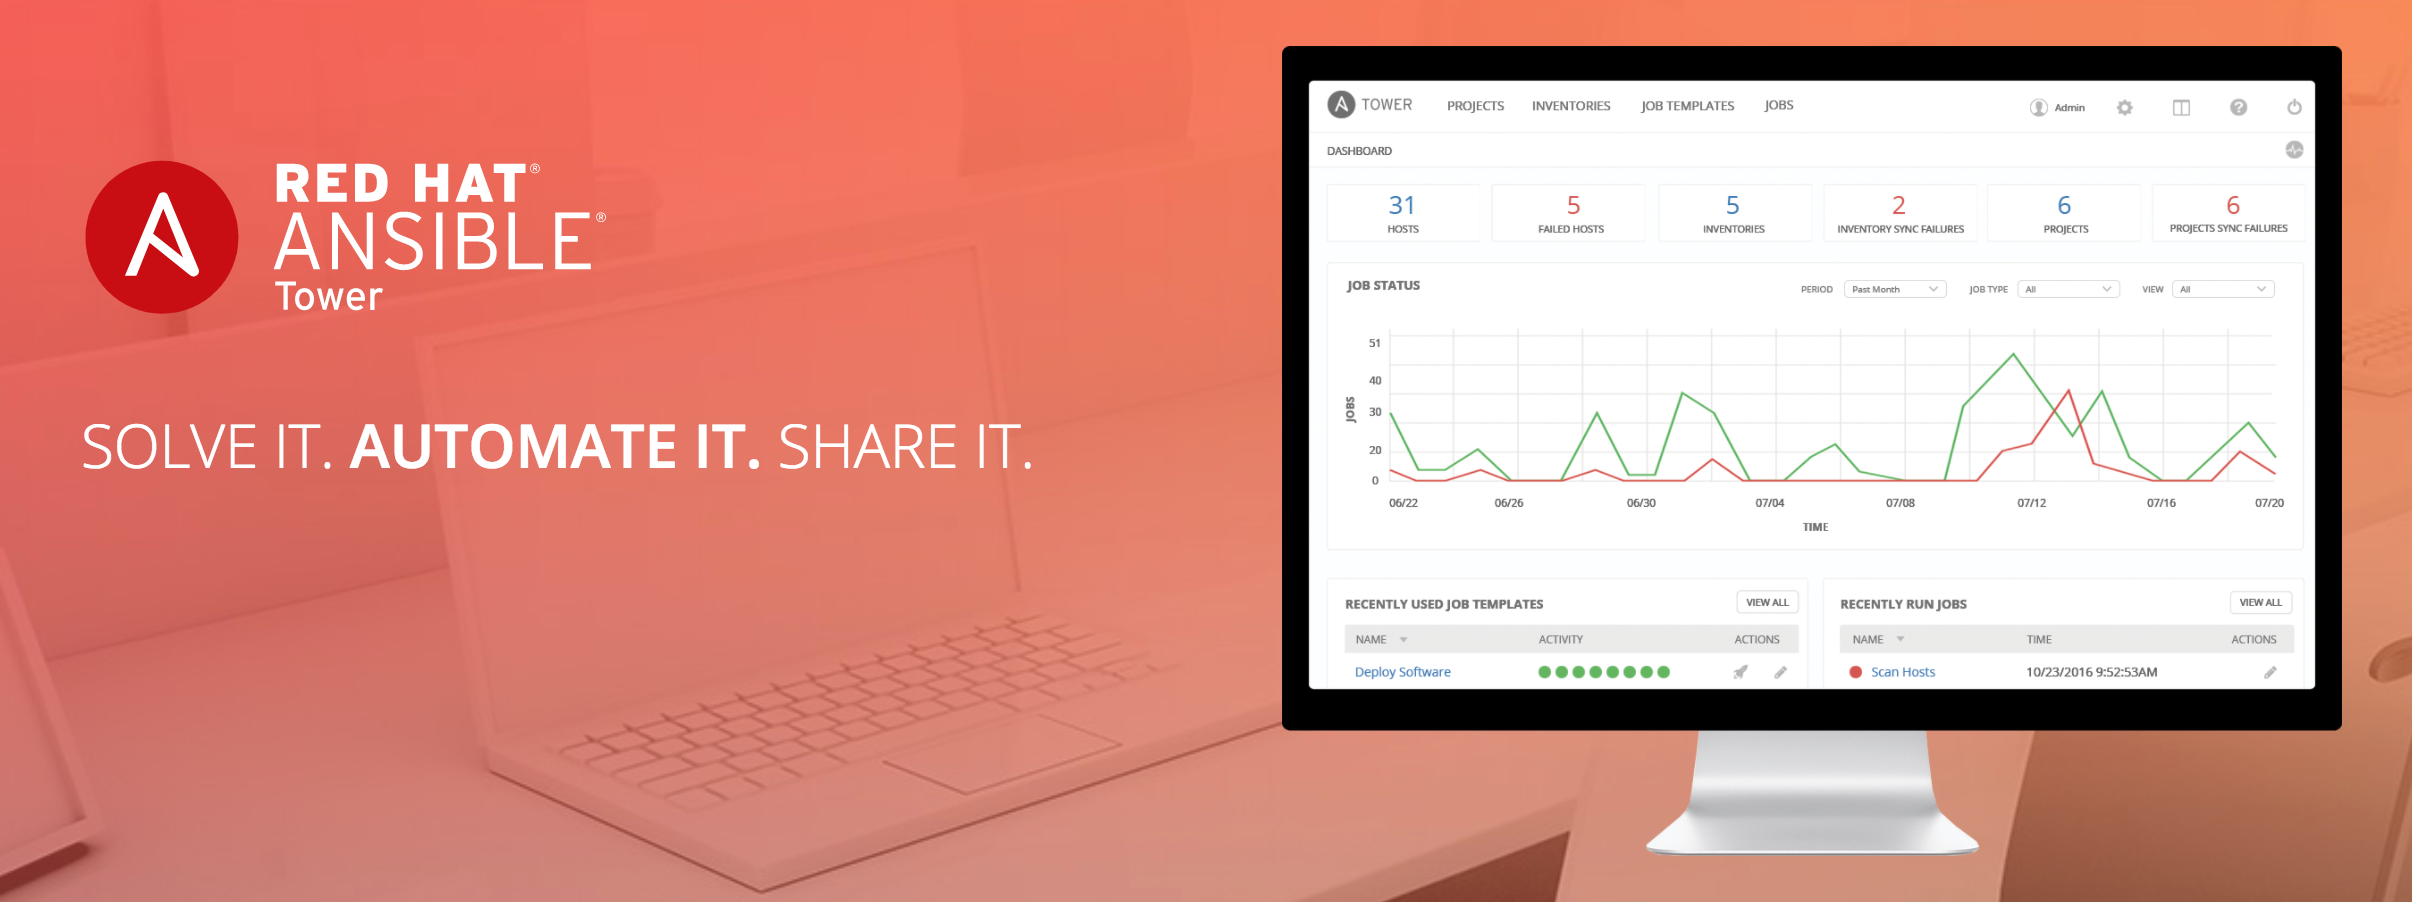 RED HAT®
ANSIBLE®
Tower
SOLVE IT. AUTOMATE IT. SHARE IT.
TOWER PROJECTS INVENTORIES JOB TEMPLATES JOBS Admin ?
DASHBOARD
31 5 5 2 6 6
HOSTS FAILED HOSTS INVENTORIES INVENTORY SYNC FAILURES PROJECTS PROJECTS SYNC FAILURES
JOB STATUS PERIOD Past Month JOB TYPE All VIEW All
51
40
30
20
0
JOBS
06/22 06/26 06/30 07/04 07/08 07/12 07/16 07/20
TIME
RECENTLY USED JOB TEMPLATES VIEW ALL
NAME ACTIVITY ACTIONS
Deploy Software
RECENTLY RUN JOBS VIEW ALL
NAME TIME ACTIONS
Scan Hosts 10/23/2016 9:52:53AM